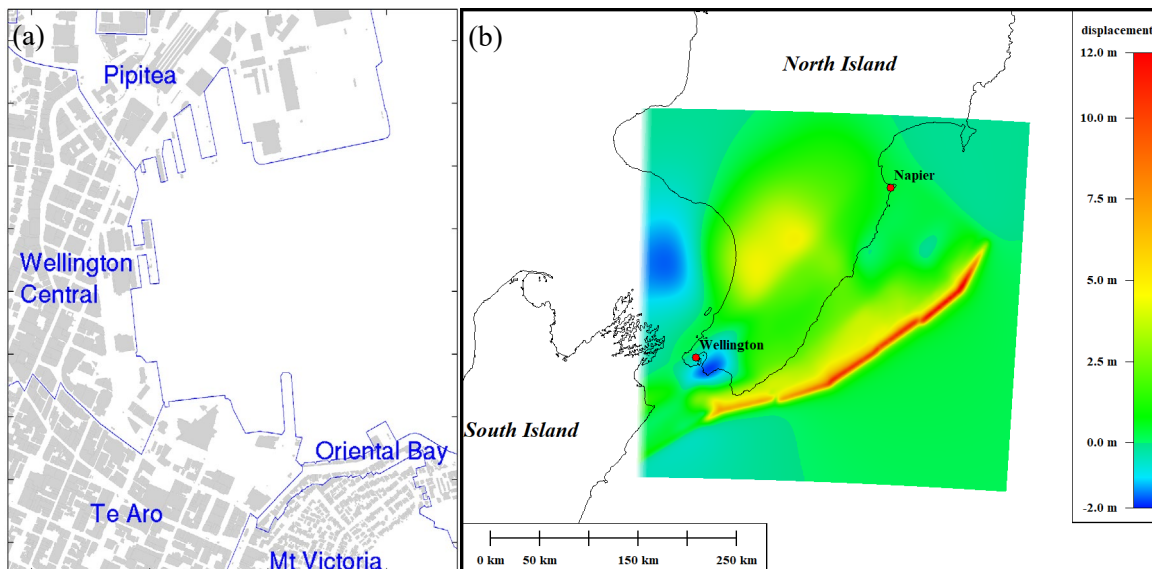 (a)
Pipitea
Wellington
Central
Te Aro
Oriental Bay
Mt Victoria
(b)
North Island
Napier
Wellington
South Island
0 km 50 km 150 km 250 km
displacement
12.0 m
10.0 m
7.5 m
5.0 m
2.5 m
0.0 m
-2.0 m